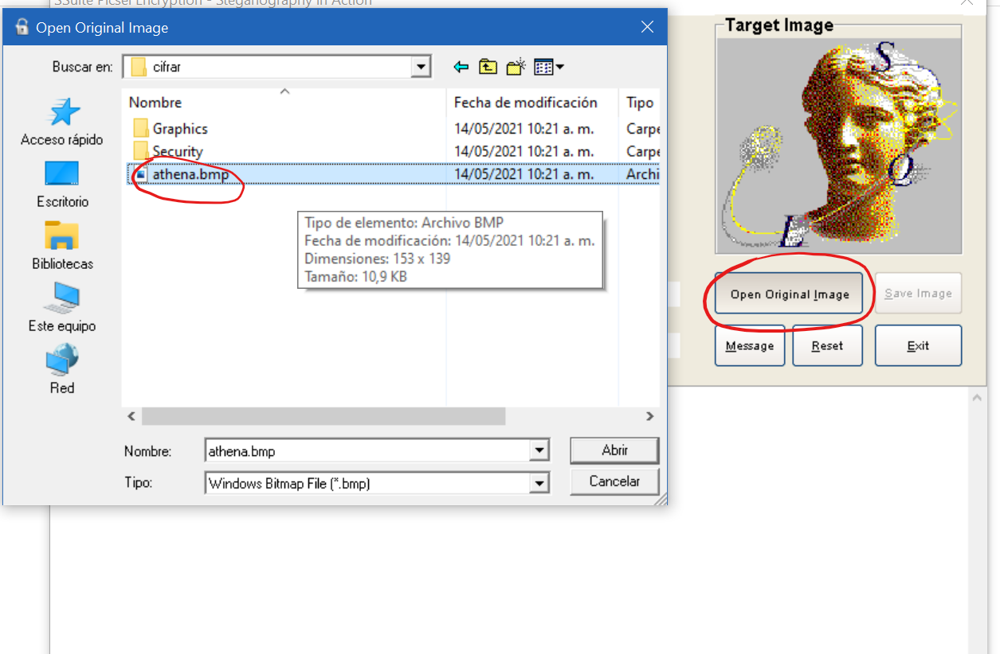 SSuite Picsel Encryption - Steganography in Action
Open Original Image
Target Image
Buscar en:
cifrar
Nombre
Fecha de modificación
Tipo
Graphics
14/05/2021 10:21 a. m.
Carpe
Security
14/05/2021 10:21 a. m.
Carpe
athena.bmp
14/05/2021 10:21 a. m.
Archi
Acceso rápido
Escritorio
Bibliotecas
Este equipo
Red
Tipo de elemento: Archivo BMP
Fecha de modificación: 14/05/2021 10:21 a. m.
Dimensiones: 153 x 139
Tamaño: 10,9 KB
Nombre:
athena.bmp
Abrir
Tipo:
Windows Bitmap File (*.bmp)
Cancelar
S
O
L
Open Original Image
Save Image
Message
Reset
Exit